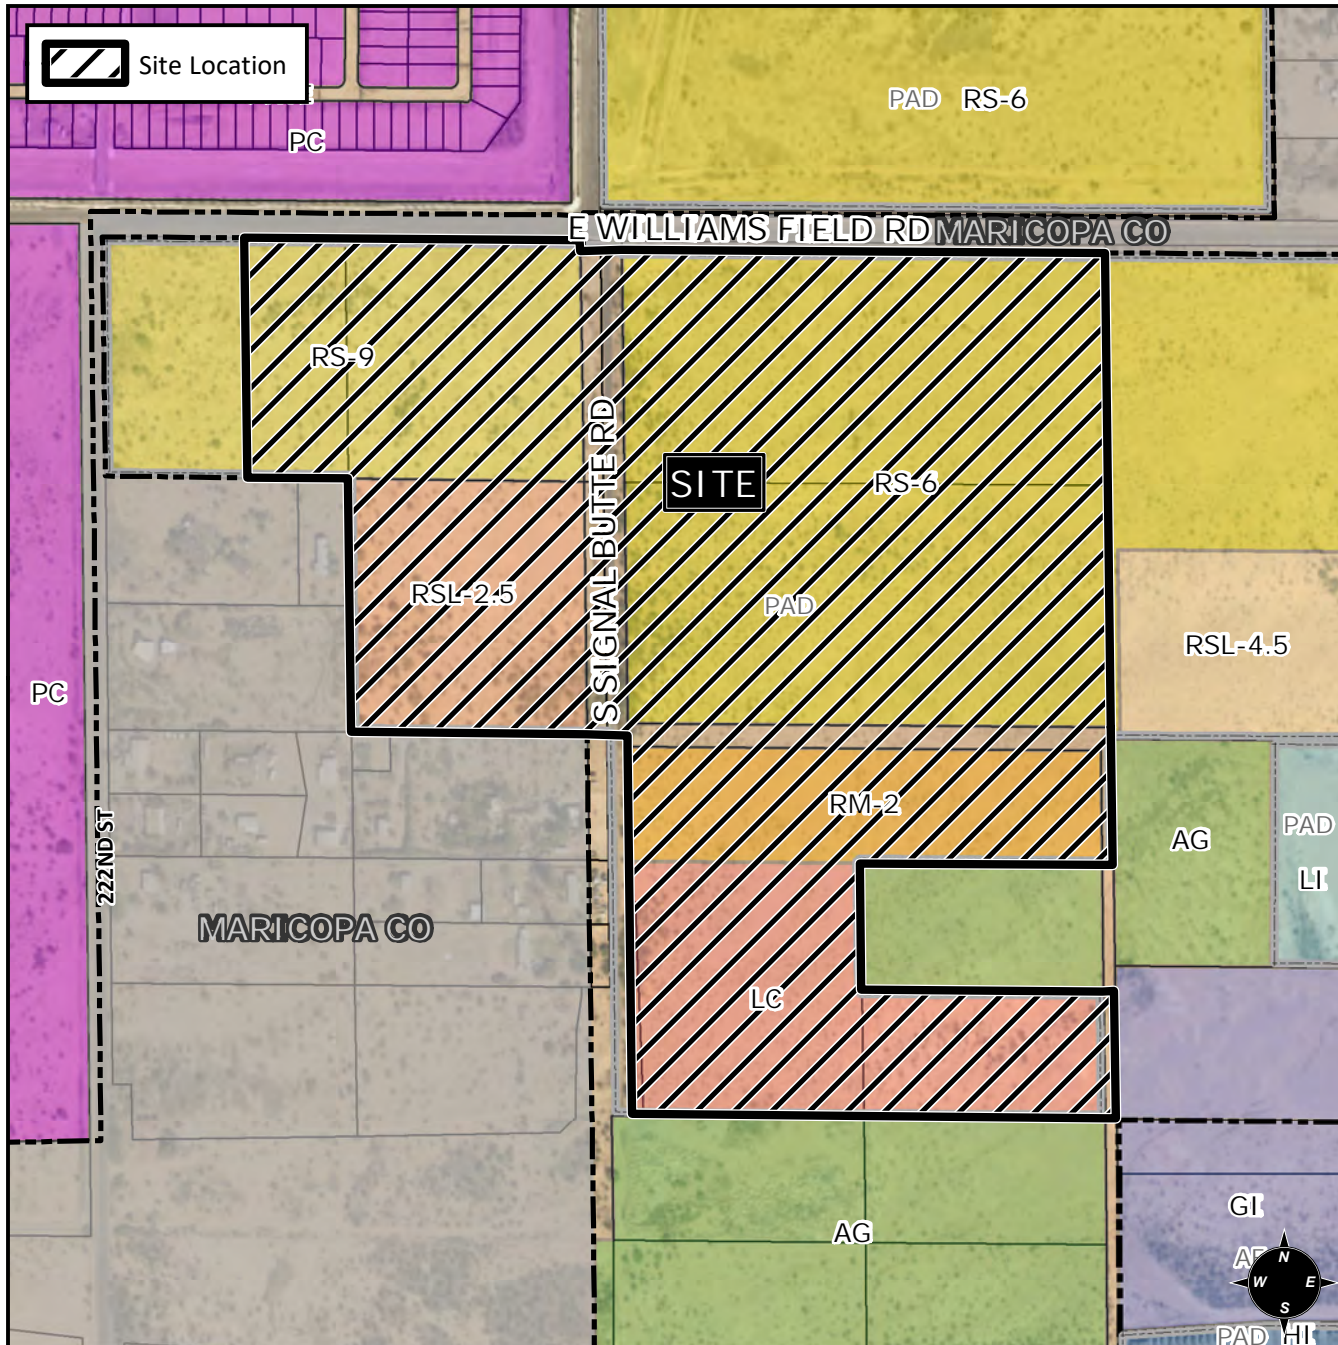 Site Location
PC
PAD RS-6
E WILLIAMS FIELD RD MARICOPA CO
RS-9
S SIGNAL BUTTE RD
SITE
RS-6
RSL-2.5
PAD
RSL-4.5
PC
RM-2
222ND ST
AG
PAD
LI
MARICOPA CO
LC
GI
AG
N
W E
S
PAD HI